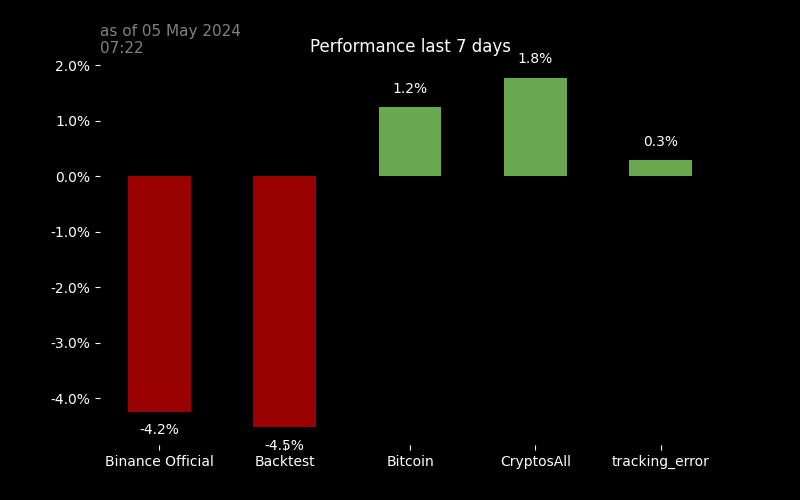 as of 05 May 2024
07:22
Performance last 7 days
2.0%
1.0%
0.0%
-1.0%
-2.0%
-3.0%
-4.0%
-4.2%
-4.5%
1.2%
1.8%
0.3%
Binance Official
Backtest
Bitcoin
CryptosAll
tracking_error